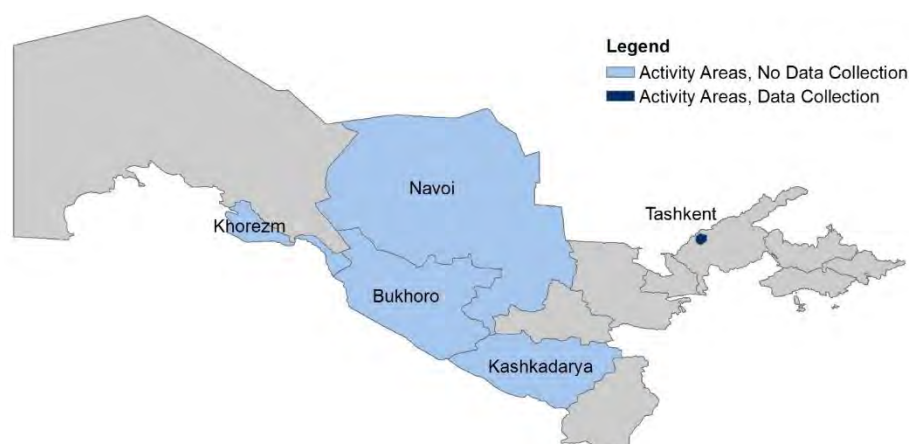 Legend
Activity Areas, No Data Collection
Activity Areas, Data Collection
Navoi
Tashkent
Khorezm
Bukhoro
Kashkadarya